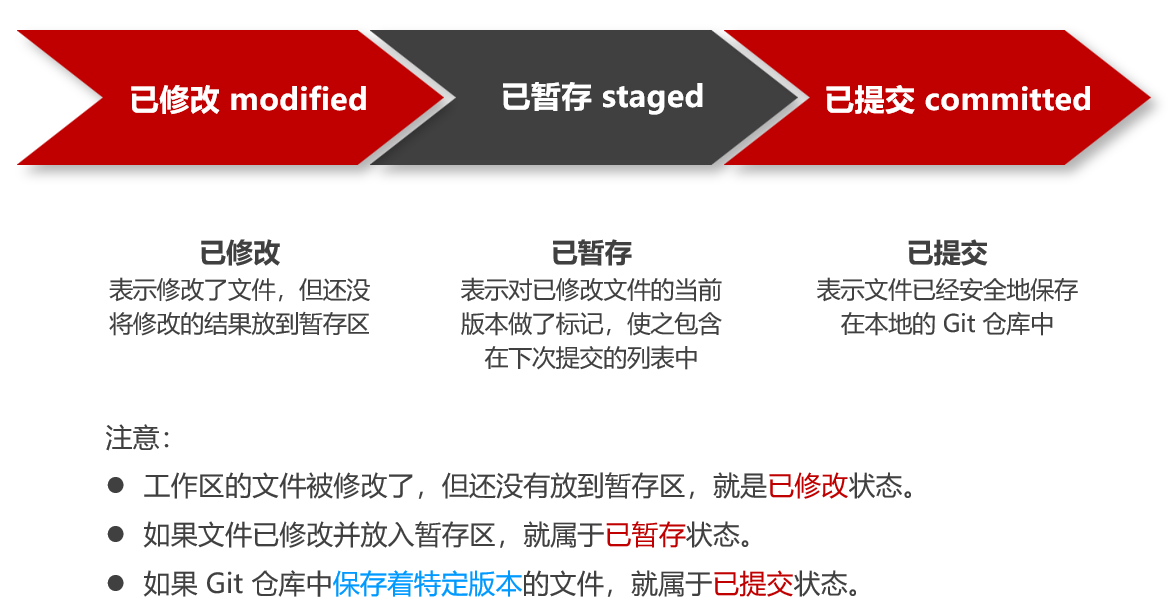 已修改 modified
已暂存 staged
已提交 committed
已修改
表示修改了文件，但还没
将修改的结果放到暂存区
已暂存
表示对已修改文件的当前
版本做了标记，使之包含
在下次提交的列表中
已提交
表示文件已经安全地保存
在本地的 Git 仓库中
注意：
● 工作区的文件被修改了，但还没有放到暂存区，就是已修改状态。
● 如果文件已修改并放入暂存区，就属于已暂存状态。
● 如果 Git 仓库中保存着特定版本的文件，就属于已提交状态。